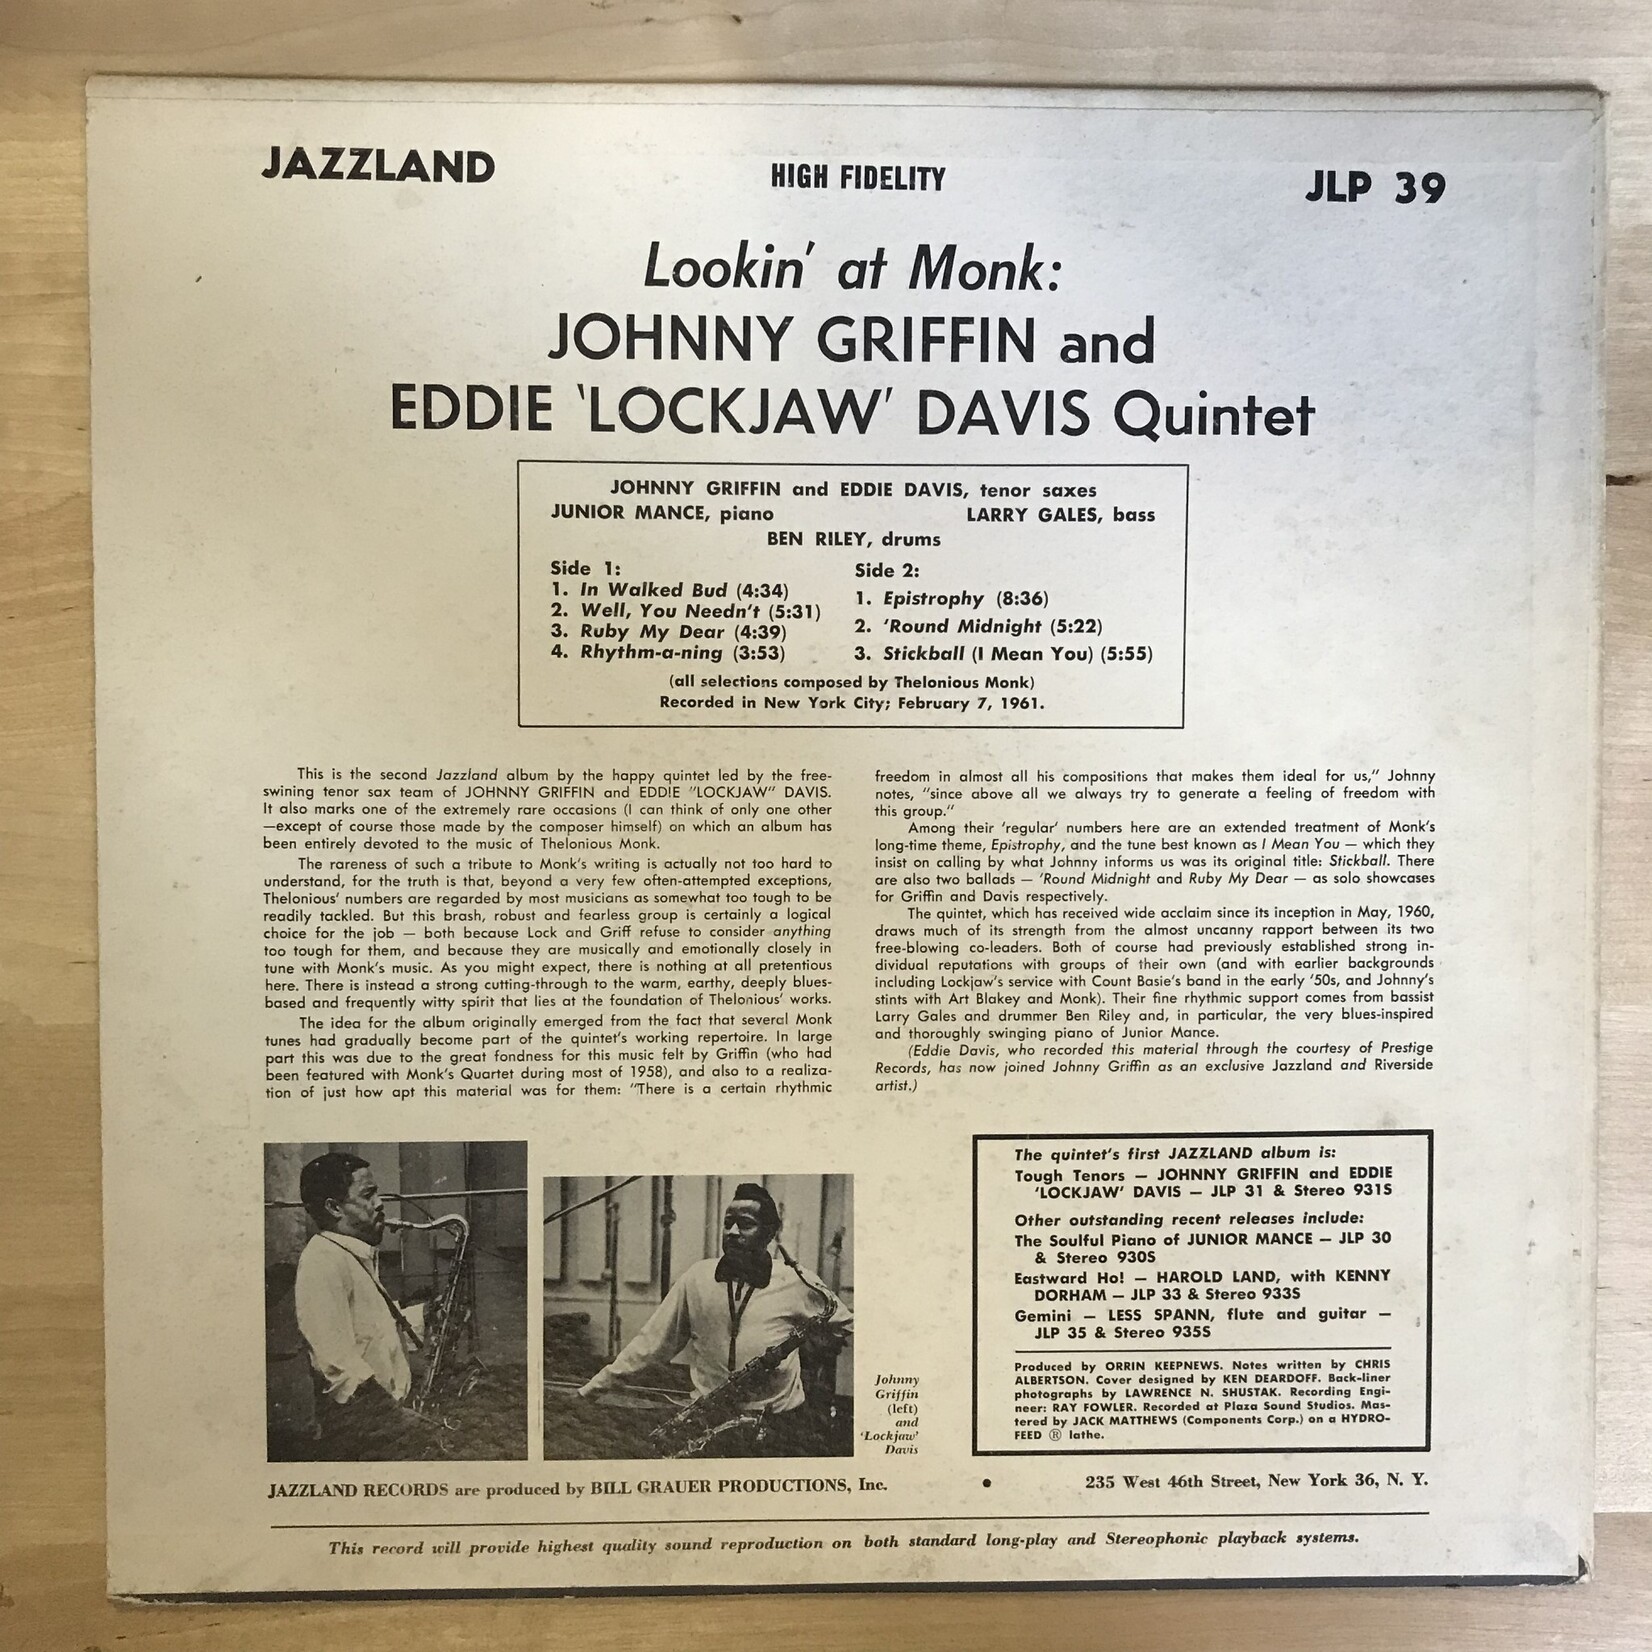 JAZZLAND
HIGH FIDELITY
JLP 39
Lookin' at Monk:
JOHNNY GRIFFIN and
EDDIE 'LOCKJAW' DAVIS Quintet
JOHNNY GRIFFIN and EDDIE DAVIS, tenor saxes
JUNIOR MANCE, piano LARRY GALES, bass
BEN RILEY, drums
Side 1:
1. In Walked Bud (4:34)
2. Well, You Needn't (5:31)
3. Ruby My Dear (4:39)
4. Rhythm-a-ning (3:53)
Side 2:
1. Epistrophy (8:36)
2. 'Round Midnight (5:22)
3. Stickball (I Mean You) (5:55)
(all selections composed by Thelonious Monk)
Recorded in New York City; February 7, 1961.
This is the second Jazzland album by the happy quintet led by the free-
swining tenor sax team of JOHNNY GRIFFIN and EDDIE "LOCKJAW" DAVIS.
It also marks one of the extremely rare occasions (I can think of only one other
—except of course those made by the composer himself) on which an album has
been entirely devoted to the music of Thelonious Monk.
The rareness of such a tribute to Monk's writing is actually not too hard to
understand, for the truth is that, beyond a very few often-attempted exceptions,
Thelonious' numbers are regarded by most musicians as somewhat too tough to be
readily tackled. But this brash, robust and fearless group is certainly a logical
choice for the job — both because Lock and Griff refuse to consider anything
too tough for them, and because they are musically and emotionally closely in
tune with Monk's music. As you might expect, there is nothing at all pretentious
here. There is instead a strong cutting-through to the warm, earthy, deeply blues-
based and frequently witty spirit that lies at the foundation of Thelonious' works.
The idea for the album originally emerged from the fact that several Monk
tunes had gradually become part of the quintet's working repertoire. In large
part this was due to the great fondness for this music felt by Griffin (who had
been featured with Monk's Quartet during most of 1958), and also to a realiza-
tion of just how apt this material was for them: "There is a certain rhythmic
freedom in almost all his compositions that makes them ideal for us," Johnny
notes, "since above all we always try to generate a feeling of freedom with
this group."
Among their 'regular' numbers here are an extended treatment of Monk's
long-time theme, Epistrophy, and the tune best known as I Mean You — which they
insist on calling by what Johnny informs us was its original title: Stickball. There
are also two ballads — 'Round Midnight and Ruby My Dear — as solo showcases
for Griffin and Davis respectively.
The quintet, which has received wide acclaim since its inception in May, 1960,
draws much of its strength from the almost uncanny rapport between its two
free-blowing co-leaders. Both of course had previously established strong in-
dividual reputations with groups of their own (and with earlier backgrounds
including Lockjaw's service with Count Basie's band in the early '50s, and Johnny's
stints with Art Blakey and Monk). Their fine rhythmic support comes from bassist
Larry Gales and drummer Ben Riley and, in particular, the very blues-inspired
and thoroughly swinging piano of Junior Mance.
(Eddie Davis, who recorded this material through the courtesy of Prestige
Records, has now joined Johnny Griffin as an exclusive Jazzland and Riverside
artist.)
Johnny
Griffin
(left)
and
'Lockjaw'
Davis
The quintet's first JAZZLAND album is:
Tough Tenors — JOHNNY GRIFFIN and EDDIE
'LOCKJAW' DAVIS — JLP 31 & Stereo 931S
Other outstanding recent releases include:
The Soulful Piano of JUNIOR MANCE — JLP 30
& Stereo 930S
Eastward Ho! — HAROLD LAND, with KENNY
DORHAM — JLP 33 & Stereo 933S
Gemini — LESS SPANN, flute and guitar —
JLP 35 & Stereo 935S
Produced by ORRIN KEEPNEWS. Notes written by CHRIS
ALBERTSON. Cover designed by KEN DEARDOFF. Back-liner
photographs by LAWRENCE N. SHUSTAK. Recording Engi-
neer: RAY FOWLER. Recorded at Plaza Sound Studios. Mas-
tered by JACK MATTHEWS (Components Corp.) on a HYDRO-
FEED ® lathe.
JAZZLAND RECORDS are produced by BILL GRAUER PRODUCTIONS, Inc. • 235 West 46th Street, New York 36, N. Y.
This record will provide highest quality sound reproduction on both standard long-play and Stereophonic playback systems.